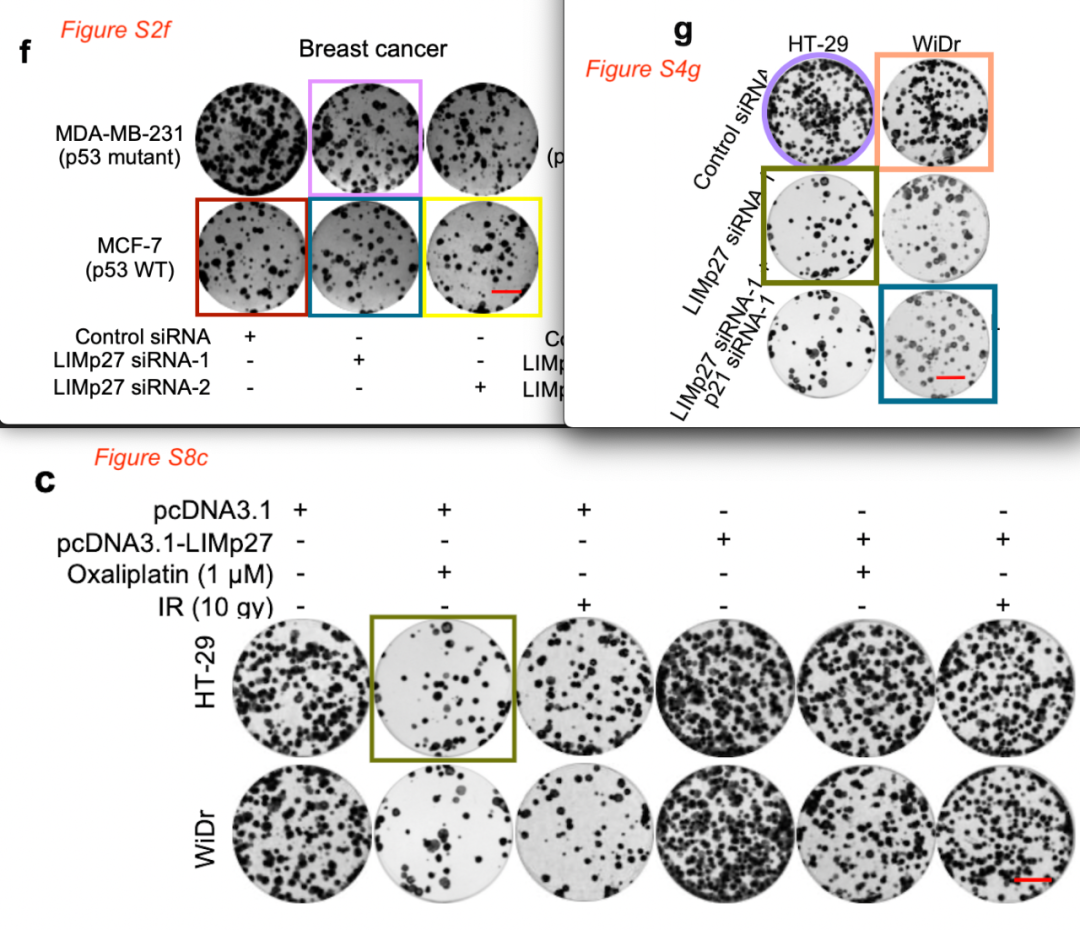 Figure S2f
f
Breast cancer
MDA-MB-231
(p53 mutant)
(p
MCF-7
(p53 WT)
Control siRNA + - -
LIMp27 siRNA-1 - + -
LIMp27 siRNA-2 - - +
g
Figure S4g
HT-29 WiDr
Control siRNA
LIMp27 siRNA
LIMp27 siRNA-1
p21 siRNA-1
Figure S8c
c
pcDNA3.1 + + + - - -
pcDNA3.1-LIMp27 - - - + + +
Oxaliplatin (1 µM) - + - - + -
IR (10 gy) - - + - - +
HT-29
WiDr